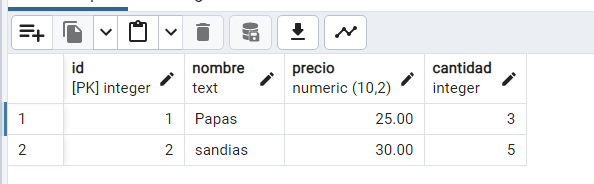 id nombre precio cantidad
[PK] integer text numeric (10,2) integer
1 1 Papas 25.00 3
2 2 sandias 30.00 5